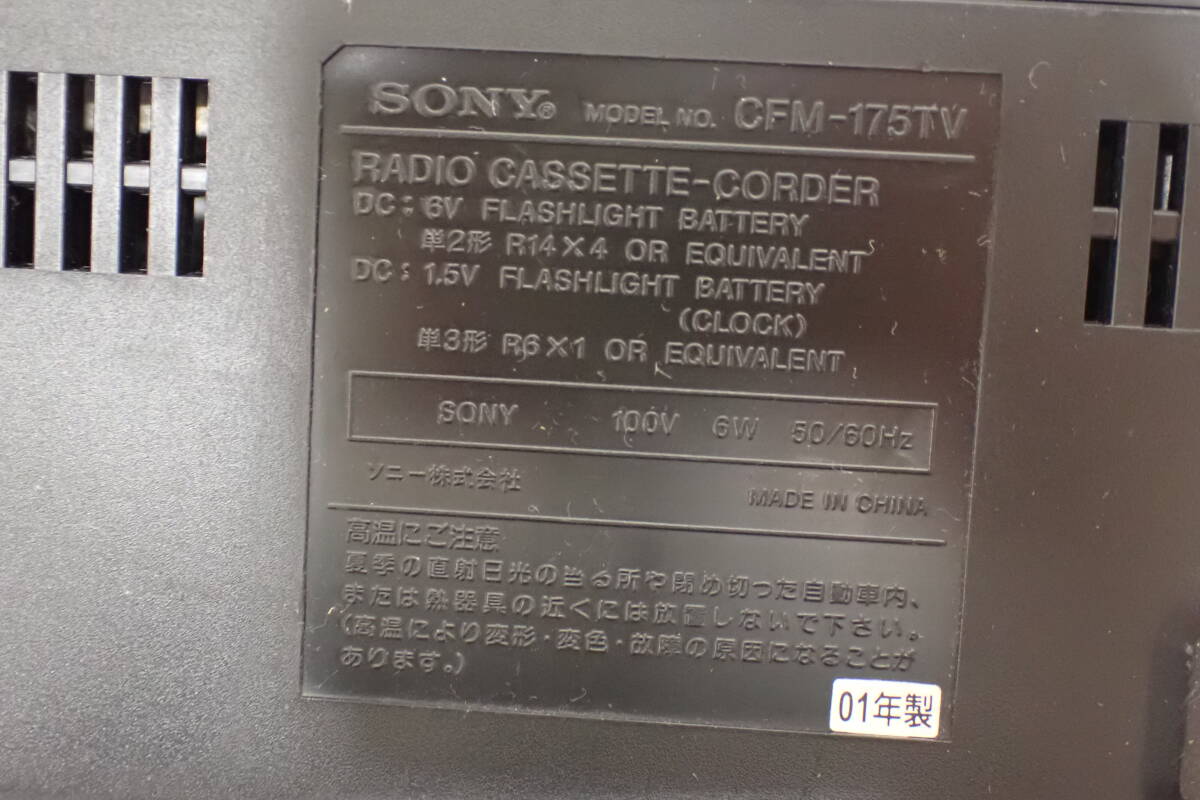 SONY® MODEL NO. CFM-175TV
RADIO CASSETTE-CORDER
DC : 6V FLASHLIGHT BATTERY
単2形 R14×4 OR EQUIVALENT
DC : 1.5V FLASHLIGHT BATTERY
(CLOCK)
単3形 R6×1 OR EQUIVALENT
SONY 100V 6W 50/60Hz
ソニー株式会社 MADE IN CHINA
高温にご注意
夏季の直射日光の当る所や閉め切った自動車内、
または熱器具の近くには放置しないで下さい。
(高温により変形・変色・故障の原因になることが
あります。)
01年製